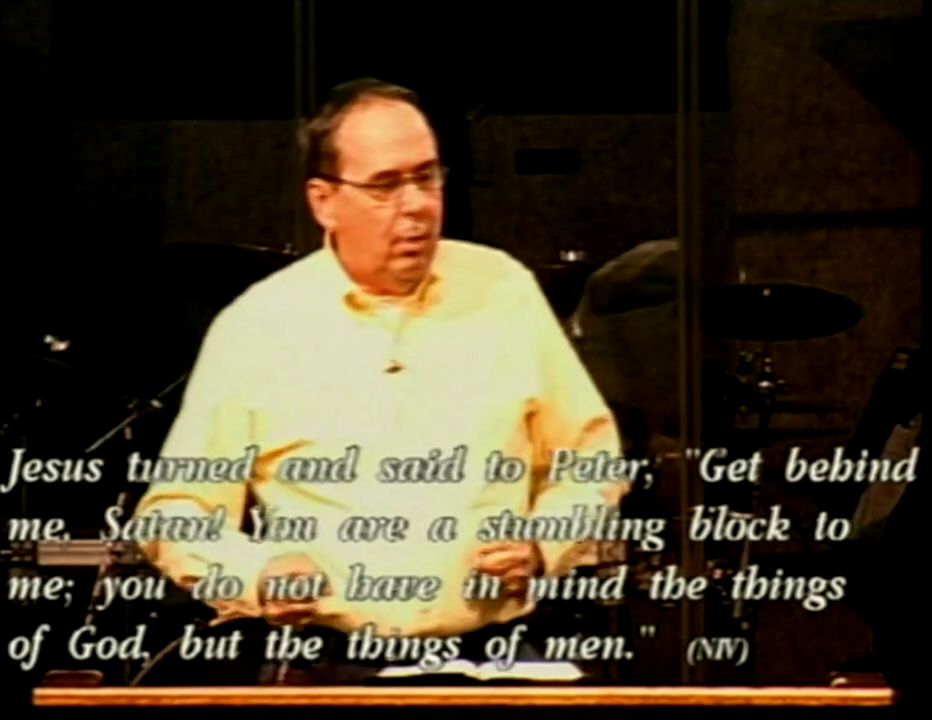 Jesus turned and said to Peter, "Get behind
me, Satan! You are a stumbling block to
me; you do not have in mind the things
of God, but the things of men." (NIV)